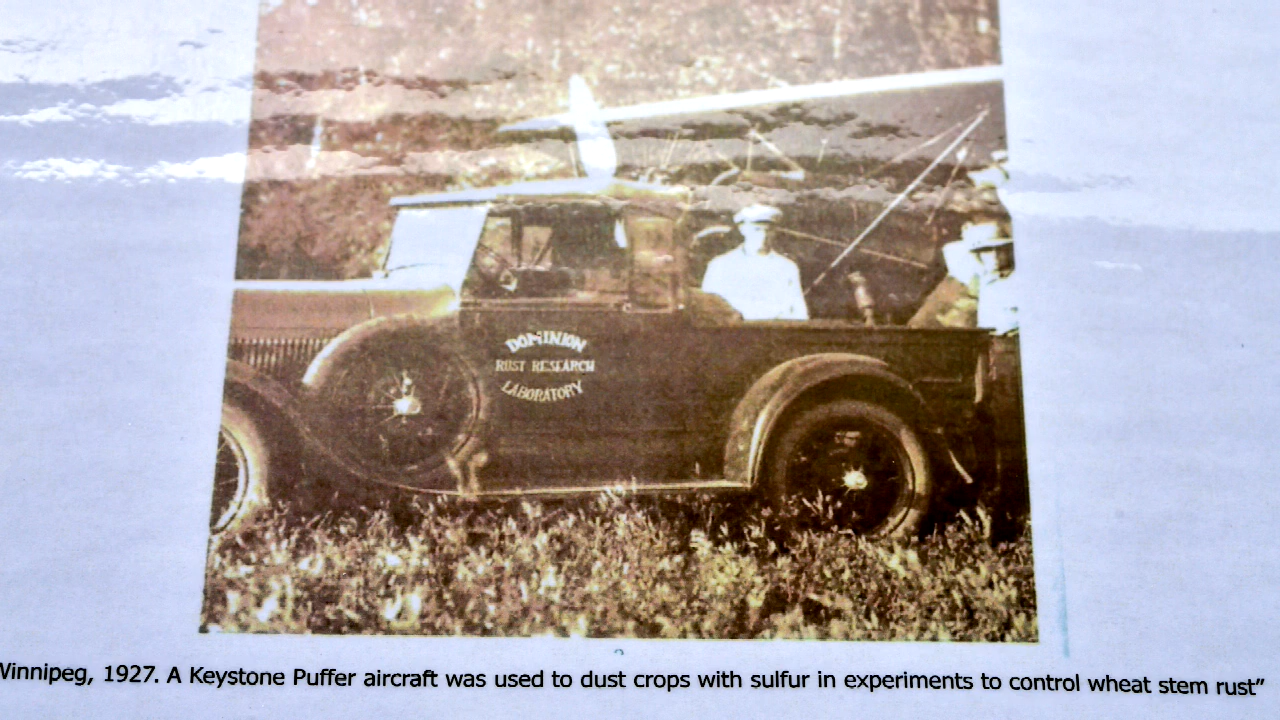 DOMINION
RUST RESEARCH
LABORATORY
Winnipeg, 1927. A Keystone Puffer aircraft was used to dust crops with sulfur in experiments to control wheat stem rust”